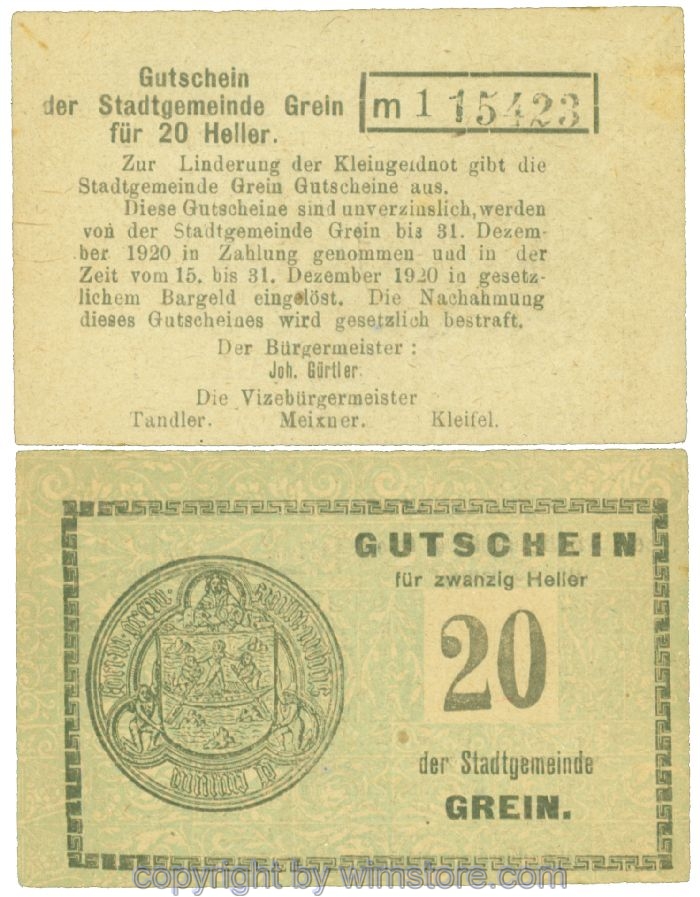 Gutschein
der Stadtgemeinde Grein
für 20 Heller.
m 1 15423
Zur Linderung der Kleingeldnot gibt die
Stadtgemeinde Grein Gutscheine aus.
Diese Gutscheine sind unverzinslich, werden
von der Stadtgemeinde Grein bis 31. Dezem-
ber 1920 in Zahlung genommen und in der
Zeit vom 15. bis 31. Dezember 1920 in gesetz-
lichem Bargeld eingelöst. Die Nachahmung
dieses Gutscheines wird gesetzlich bestraft.
Der Bürgermeister :
Joh. Gürtler.
Die Vizebürgermeister
Tandler. Meixner. Kleifel.
GUTSCHEIN
für zwanzig Heller
20
der Stadtgemeinde
GREIN.
copyright by wimstore.com